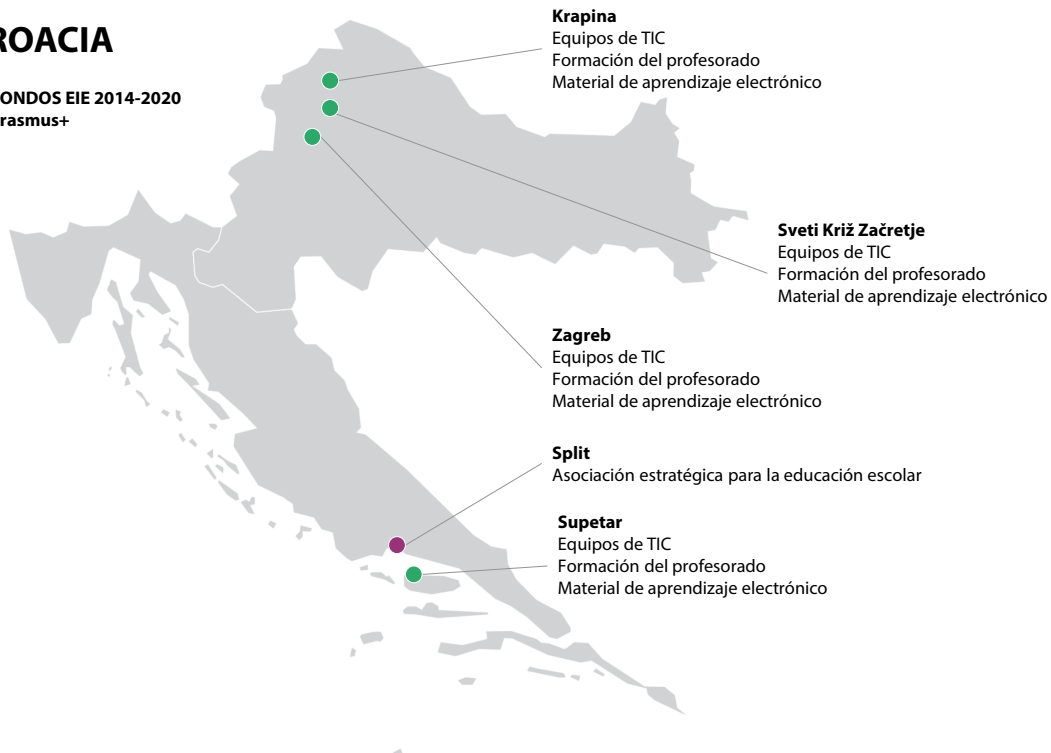 ROACIA
ONDOS EIE 2014-2020
rasmus+
Krapina
Equipos de TIC
Formación del profesorado
Material de aprendizaje electrónico
Sveti Križ Začretje
Equipos de TIC
Formación del profesorado
Material de aprendizaje electrónico
Zagreb
Equipos de TIC
Formación del profesorado
Material de aprendizaje electrónico
Split
Asociación estratégica para la educación escolar
Supetar
Equipos de TIC
Formación del profesorado
Material de aprendizaje electrónico